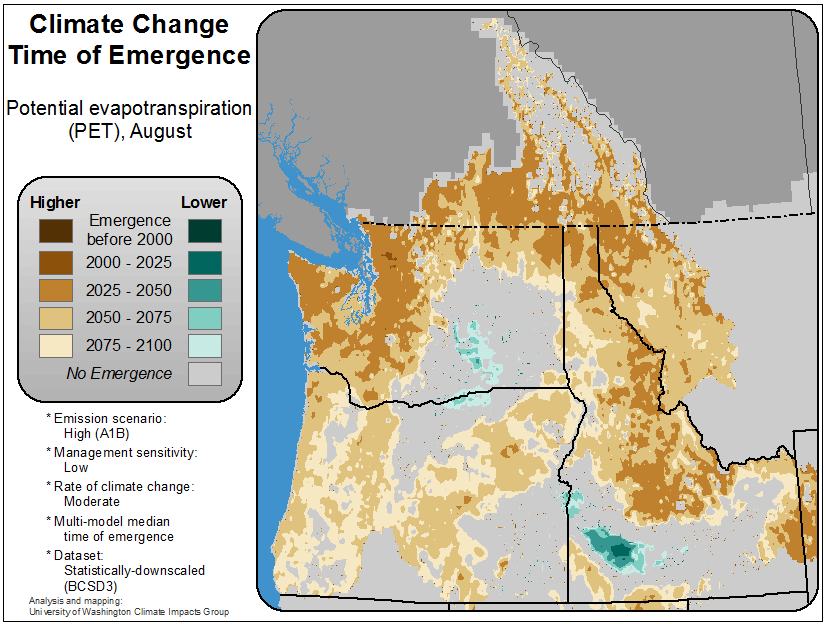 Climate Change
Time of Emergence
Potential evapotranspiration
(PET), August
Higher
Lower
Emergence
before 2000
2000 - 2025
2025 - 2050
2050 - 2075
2075 - 2100
No Emergence
* Emission scenario:
High (A1B)
* Management sensitivity:
Low
* Rate of climate change:
Moderate
* Multi-model median
time of emergence
* Dataset:
Statistically-downscaled
(BCSD3)
Analysis and mapping:
University of Washington Climate Impacts Group